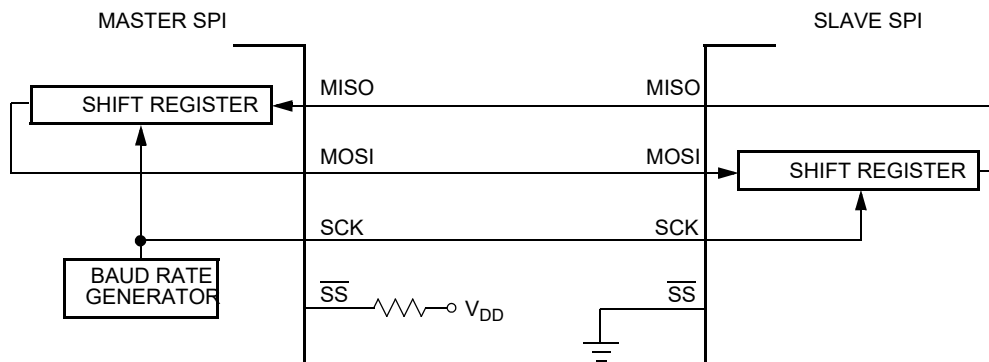 MASTER SPI
SLAVE SPI
MISO
MISO
SHIFT REGISTER
MOSI
MOSI
SHIFT REGISTER
SCK
SCK
BAUD RATE
GENERATOR
SS
VDD
SS